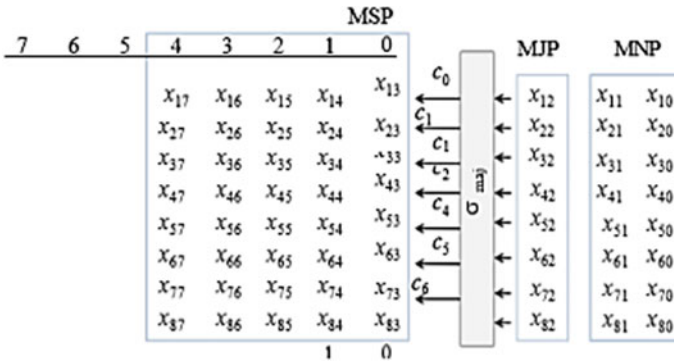 MSP
7 6 5 4 3 2 1 0 MJP MNP
x₁₇ x₁₆ x₁₅ x₁₄ x₁₃ c₀ x₁₂ x₁₁ x₁₀
x₂₇ x₂₆ x₂₅ x₂₄ x₂₃ c₁ x₂₂ x₂₁ x₂₀
x₃₇ x₃₆ x₃₅ x₃₄ c₁ x₃₂ x₃₁ x₃₀
x₄₇ x₄₆ x₄₅ x₄₄ x₄₃ c₂ σ maj x₄₂ x₄₁ x₄₀
x₅₇ x₅₆ x₅₅ x₅₄ x₅₃ c₄ x₅₂ x₅₁ x₅₀
x₆₇ x₆₆ x₆₅ x₆₄ x₆₃ c₅ x₆₂ x₆₁ x₆₀
x₇₇ x₇₆ x₇₅ x₇₄ x₇₃ c₆ x₇₂ x₇₁ x₇₀
x₈₇ x₈₆ x₈₅ x₈₄ x₈₃ x₈₂ x₈₁ x₈₀
1 0